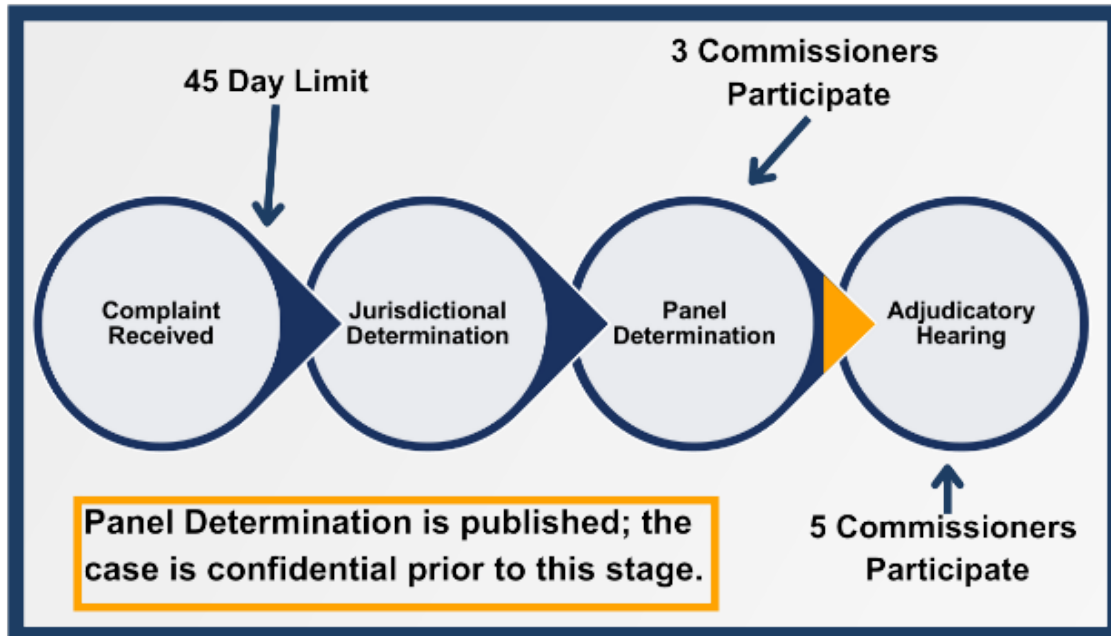 45 Day Limit
3 Commissioners
Participate
Complaint
Received
Jurisdictional
Determination
Panel
Determination
Adjudicatory
Hearing
Panel Determination is published; the
case is confidential prior to this stage.
5 Commissioners
Participate